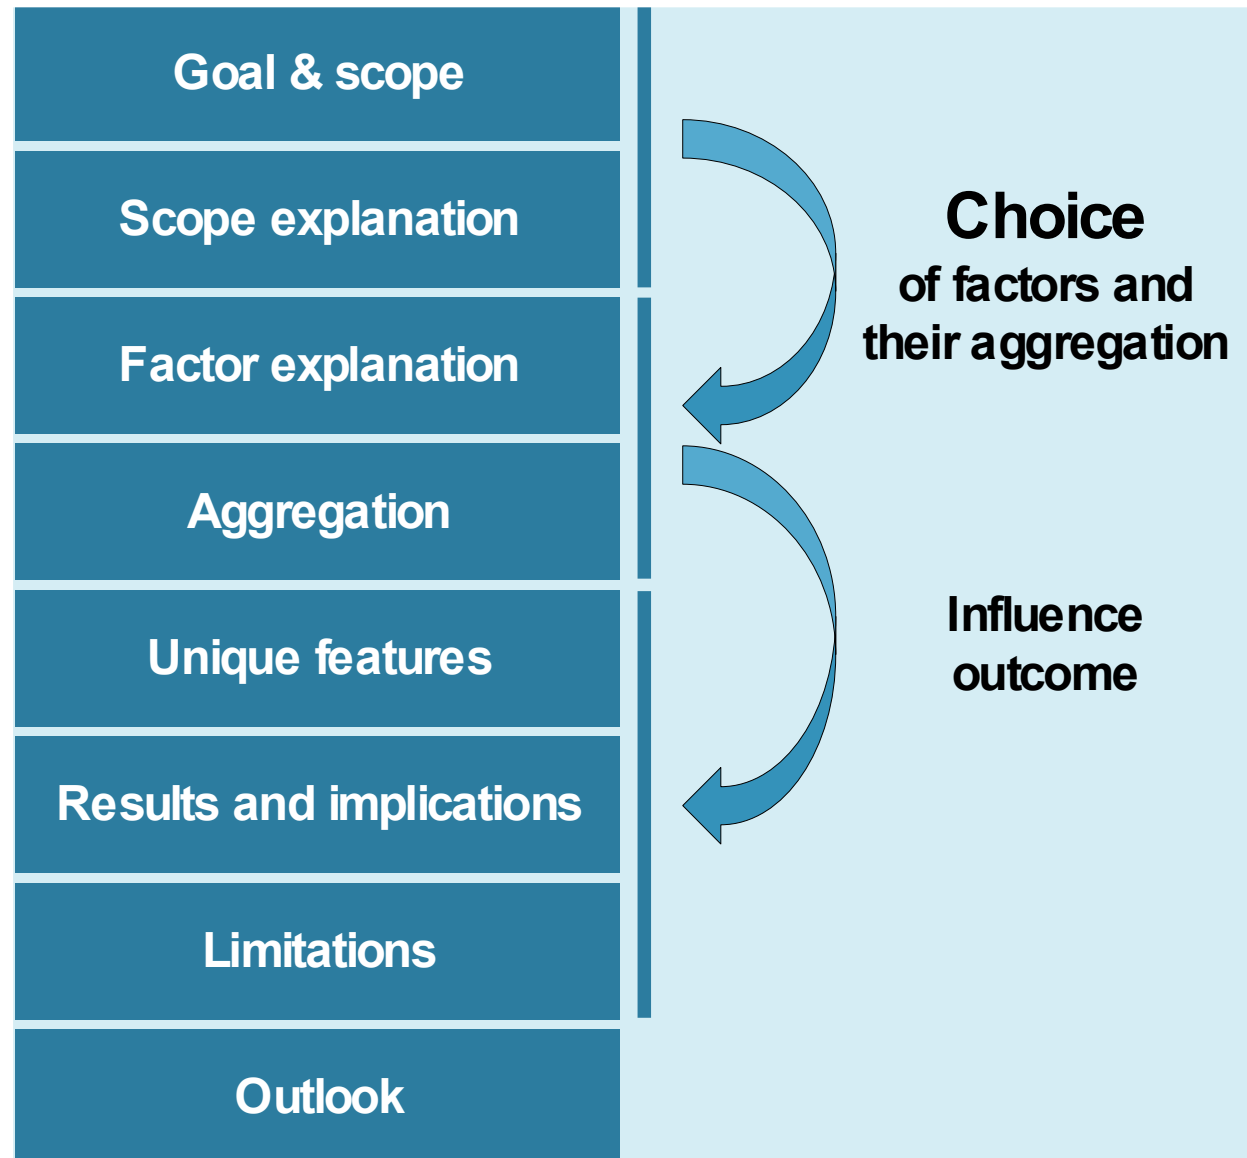 Goal & scope
Scope explanation
Factor explanation
Aggregation
Unique features
Results and implications
Limitations
Outlook
Choice
of factors and
their aggregation
Influence
outcome